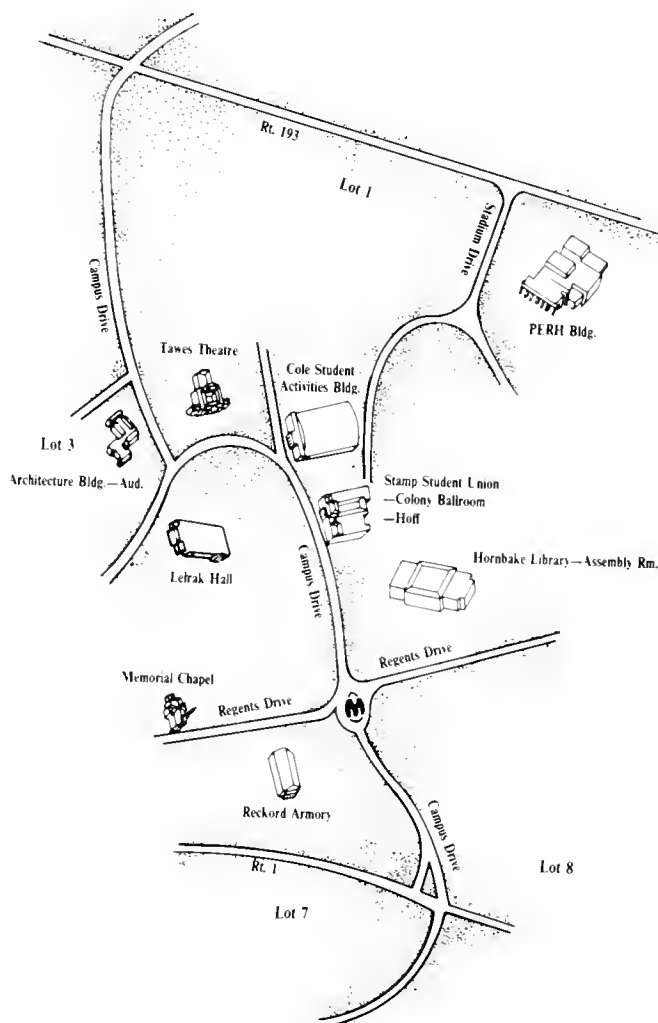 Rt. 193
Lot 1
Stadium Drive
Campus Drive
PERH Bldg.
Tawes Theatre
Cole Student
Activities Bldg.
Lot 3
Architecture Bldg.—Aud.
Stamp Student Union
—Colony Ballroom
—Hoff
Lefrak Hall
Campus Drive
Hornbake Library—Assembly Rm.
Memorial Chapel
Regents Drive
Regents Drive
M
Reckord Armory
Campus Drive
Rt. 1
Lot 8
Lot 7